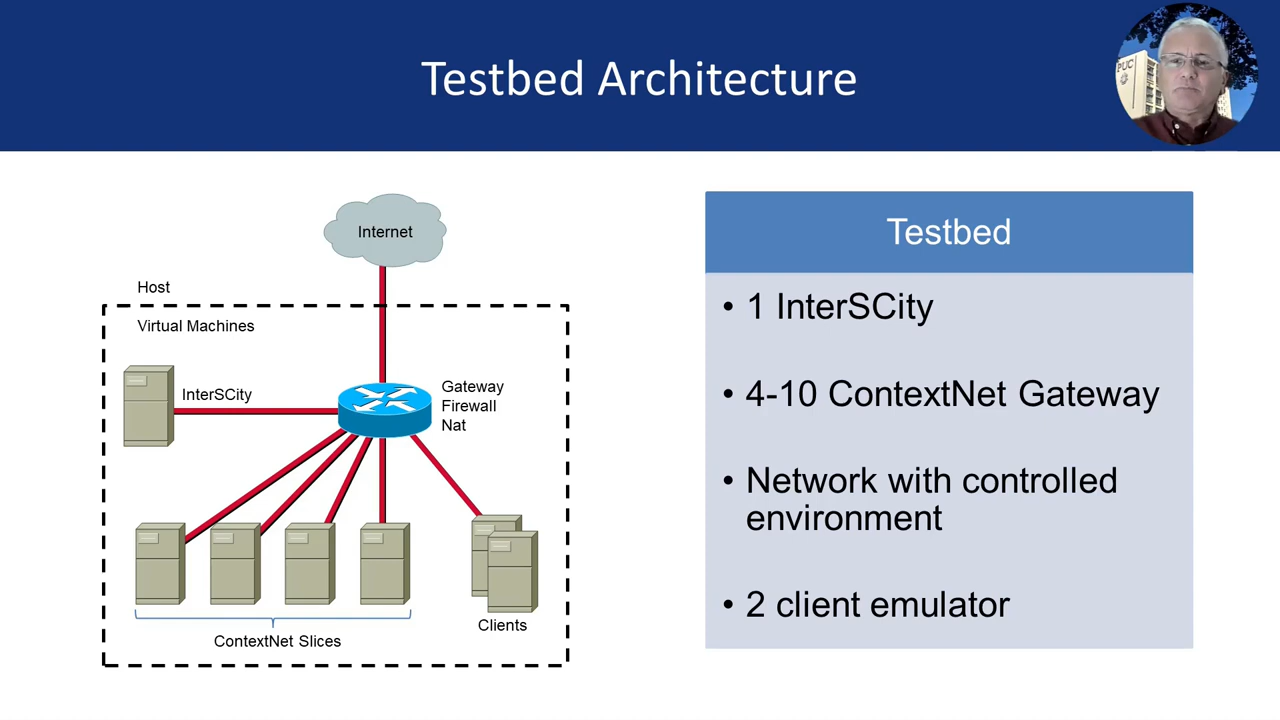 Testbed Architecture
PUC
Internet
Host
Virtual Machines
InterSCity
Gateway
Firewall
Nat
ContextNet Slices
Clients
Testbed
• 1 InterSCity
• 4-10 ContextNet Gateway
• Network with controlled
environment
• 2 client emulator